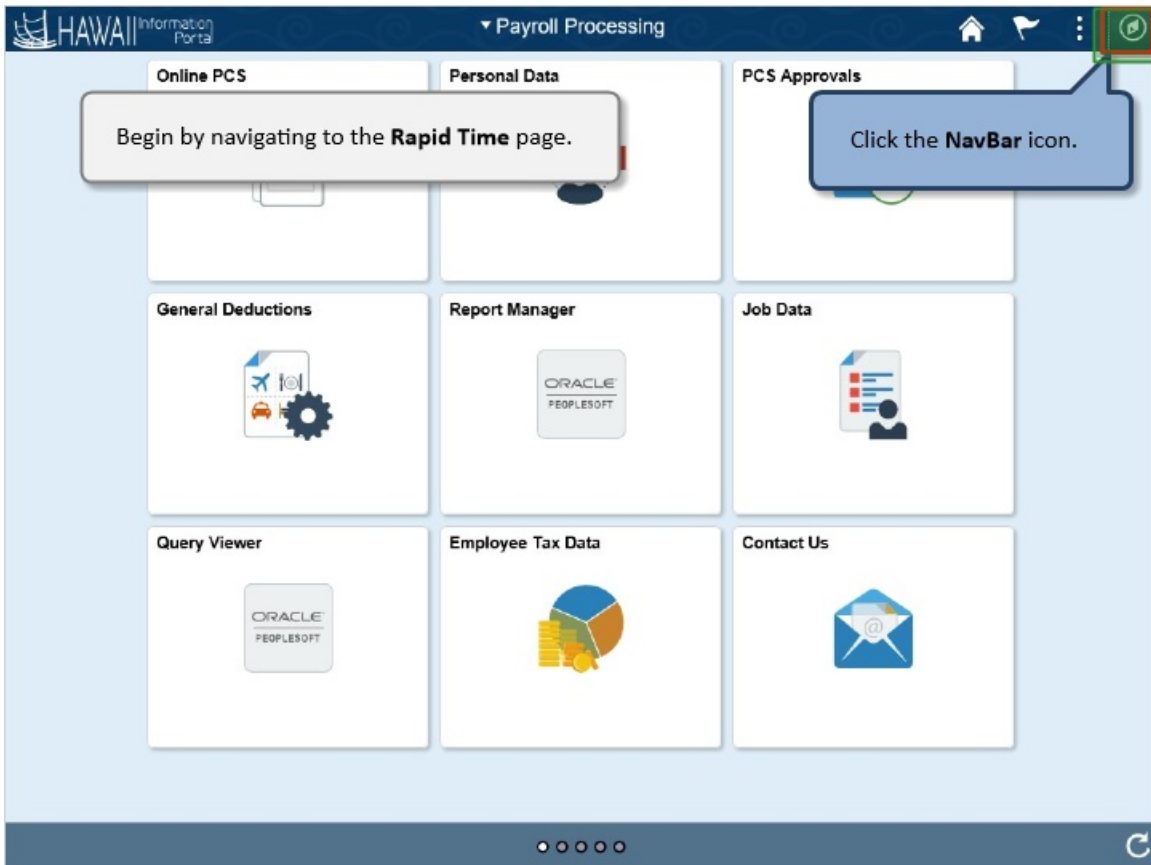 HAWAII Information
Portal
Payroll Processing
Online PCS
Personal Data
PCS Approvals
Begin by navigating to the Rapid Time page.
Click the NavBar icon.
General Deductions
Report Manager
Job Data
ORACLE
PEOPLESOFT
Query Viewer
Employee Tax Data
Contact Us
ORACLE
PEOPLESOFT
@